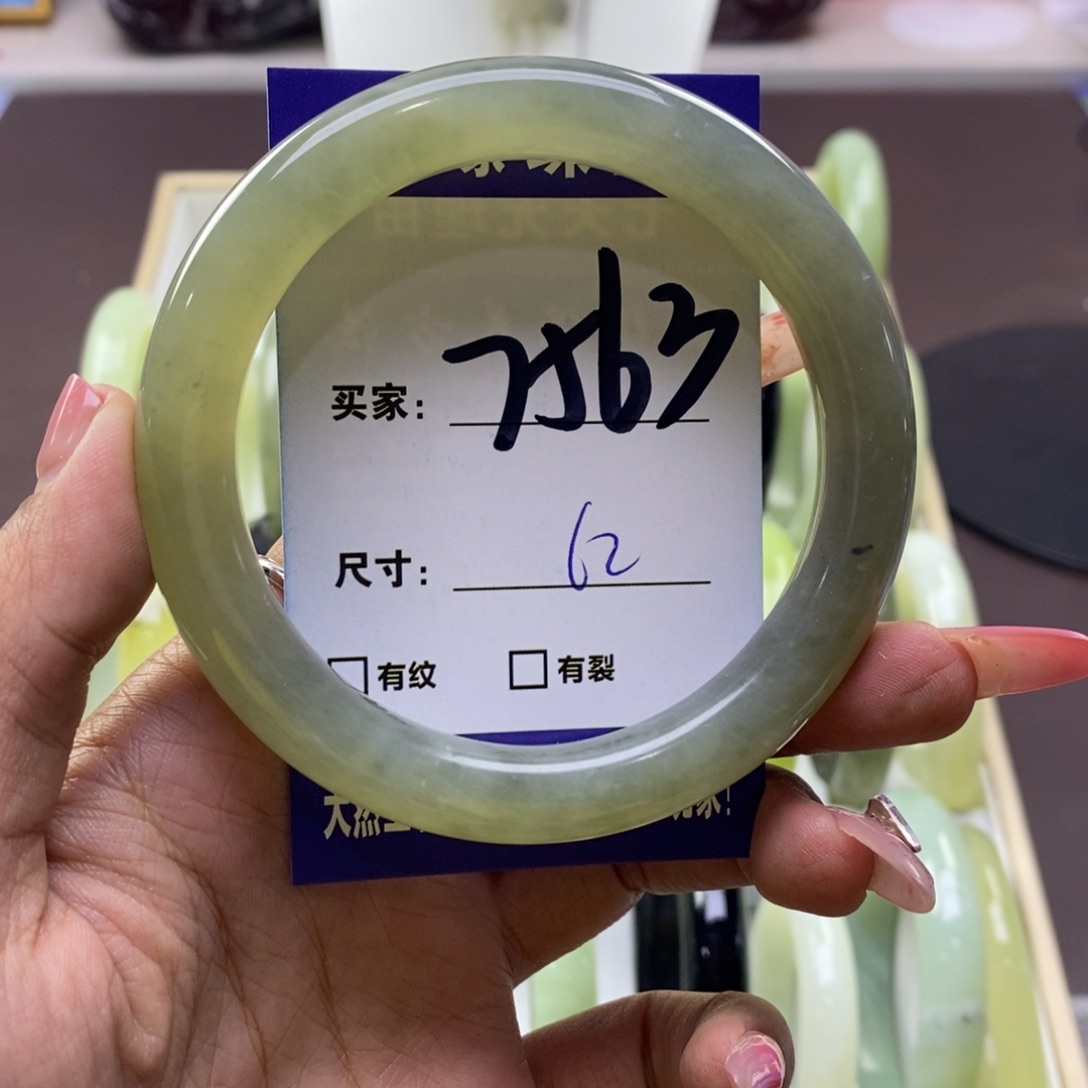 买家: 7563
尺寸: 62
□ 有纹 □ 有裂